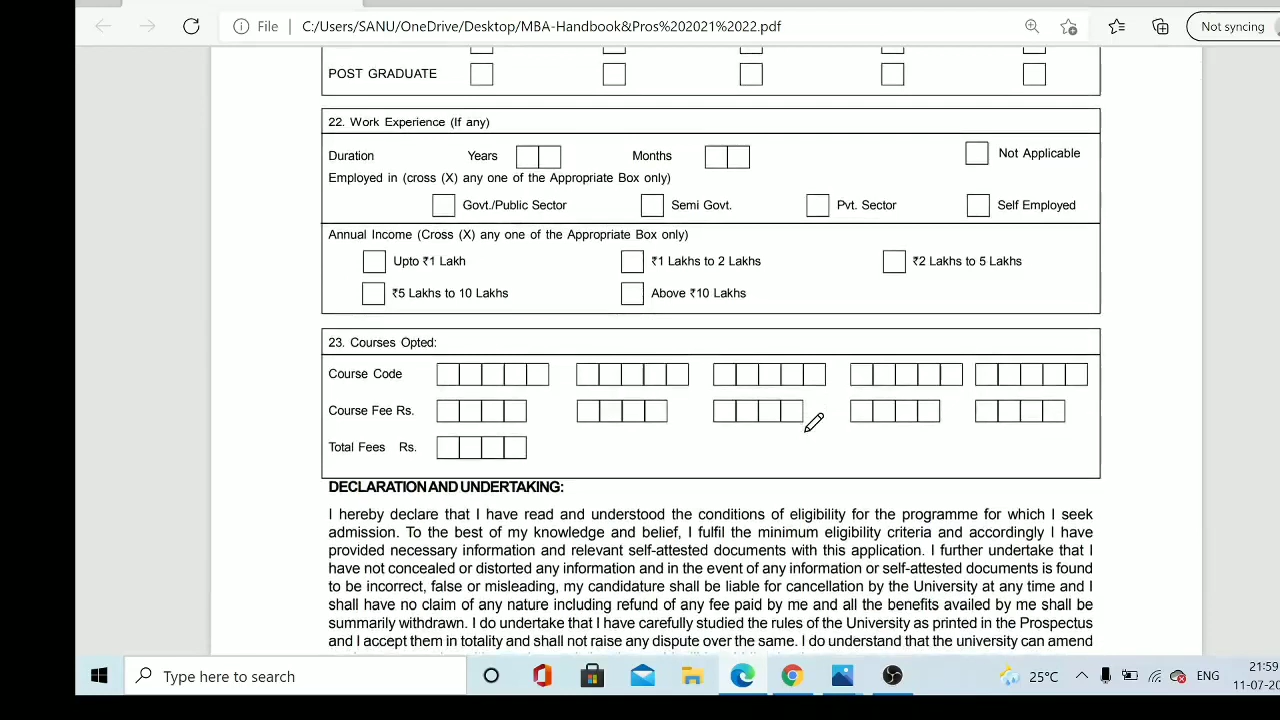 File C:/Users/SANU/OneDrive/Desktop/MBA-Handbook&Pros%202021%2022.pdf Not syncing
POST GRADUATE
22. Work Experience (If any)
Duration Years Months Not Applicable
Employed in (cross (X) any one of the Appropriate Box only)
Govt./Public Sector Semi Govt. Pvt. Sector Self Employed
Annual Income (Cross (X) any one of the Appropriate Box only)
Upto ₹1 Lakh ₹1 Lakhs to 2 Lakhs ₹2 Lakhs to 5 Lakhs
₹5 Lakhs to 10 Lakhs Above ₹10 Lakhs
23. Courses Opted:
Course Code
Course Fee Rs.
Total Fees Rs.
DECLARATION AND UNDERTAKING:
I hereby declare that I have read and understood the conditions of eligibility for the programme for which I seek
admission. To the best of my knowledge and belief, I fulfil the minimum eligibility criteria and accordingly I have
provided necessary information and relevant self-attested documents with this application. I further undertake that I
have not concealed or distorted any information and in the event of any information or self-attested documents is found
to be incorrect, false or misleading, my candidature shall be liable for cancellation by the University at any time and I
shall have no claim of any nature including refund of any fee paid by me and all the benefits availed by me shall be
summarily withdrawn. I do undertake that I have carefully studied the rules of the University as printed in the Prospectus
and I accept them in totality and shall not raise any dispute over the same. I do understand that the university can amend
Type here to search 25°C ENG 21:59
11-07-20